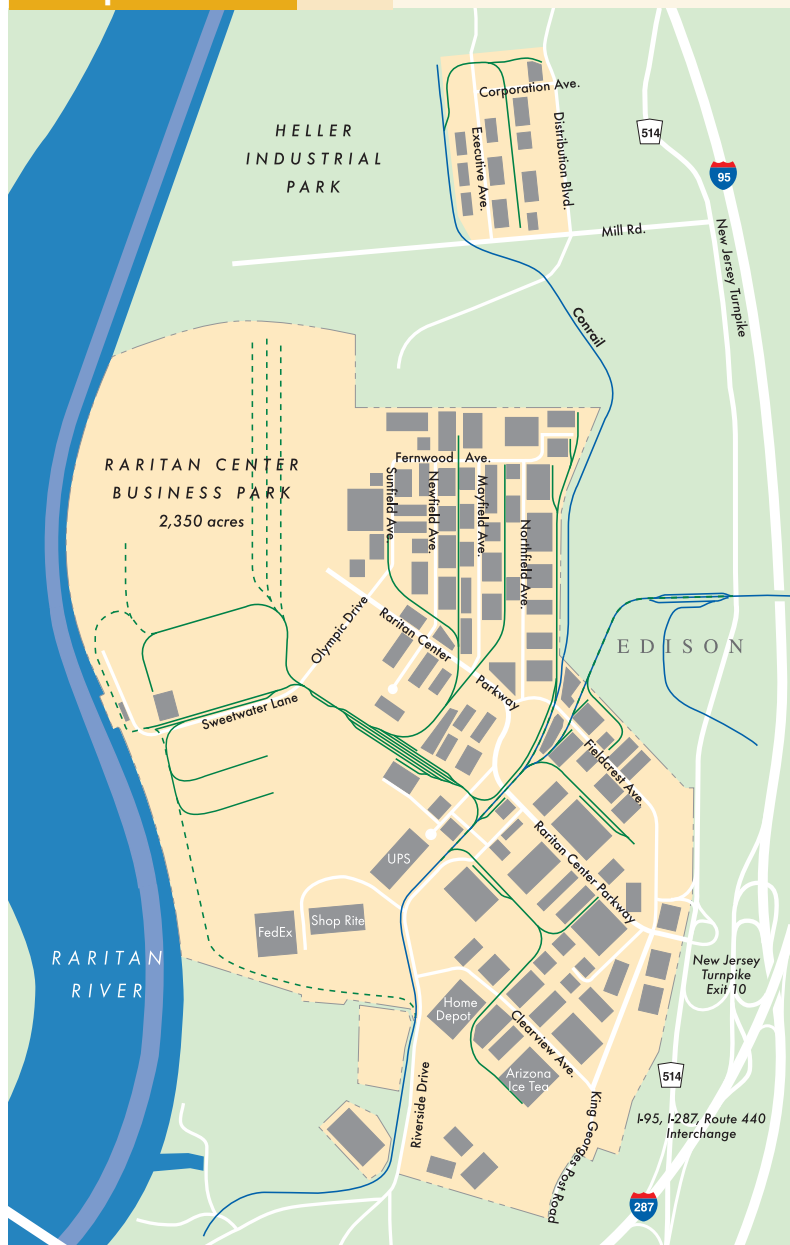 Corporation Ave.
HELLER
INDUSTRIAL
PARK
Executive Ave.
Distribution Blvd.
514
95
Mill Rd.
New Jersey Turnpike
Conrail
RARITAN CENTER
BUSINESS PARK
2,350 acres
Fernwood Ave.
Sunfield Ave.
Newfield Ave.
Mayfield Ave.
Northfield Ave.
Olympic Drive
Raritan Center
Parkway
EDISON
Sweetwater Lane
Fieldcrest Ave.
Raritan Center Parkway
UPS
Shop Rite
FedEx
RARITAN
RIVER
New Jersey
Turnpike
Exit 10
Home
Depot
Clearview Ave.
Arizona
Ice Tea
Riverside Drive
King Georges Post Road
514
I-95, I-287, Route 440
Interchange
287